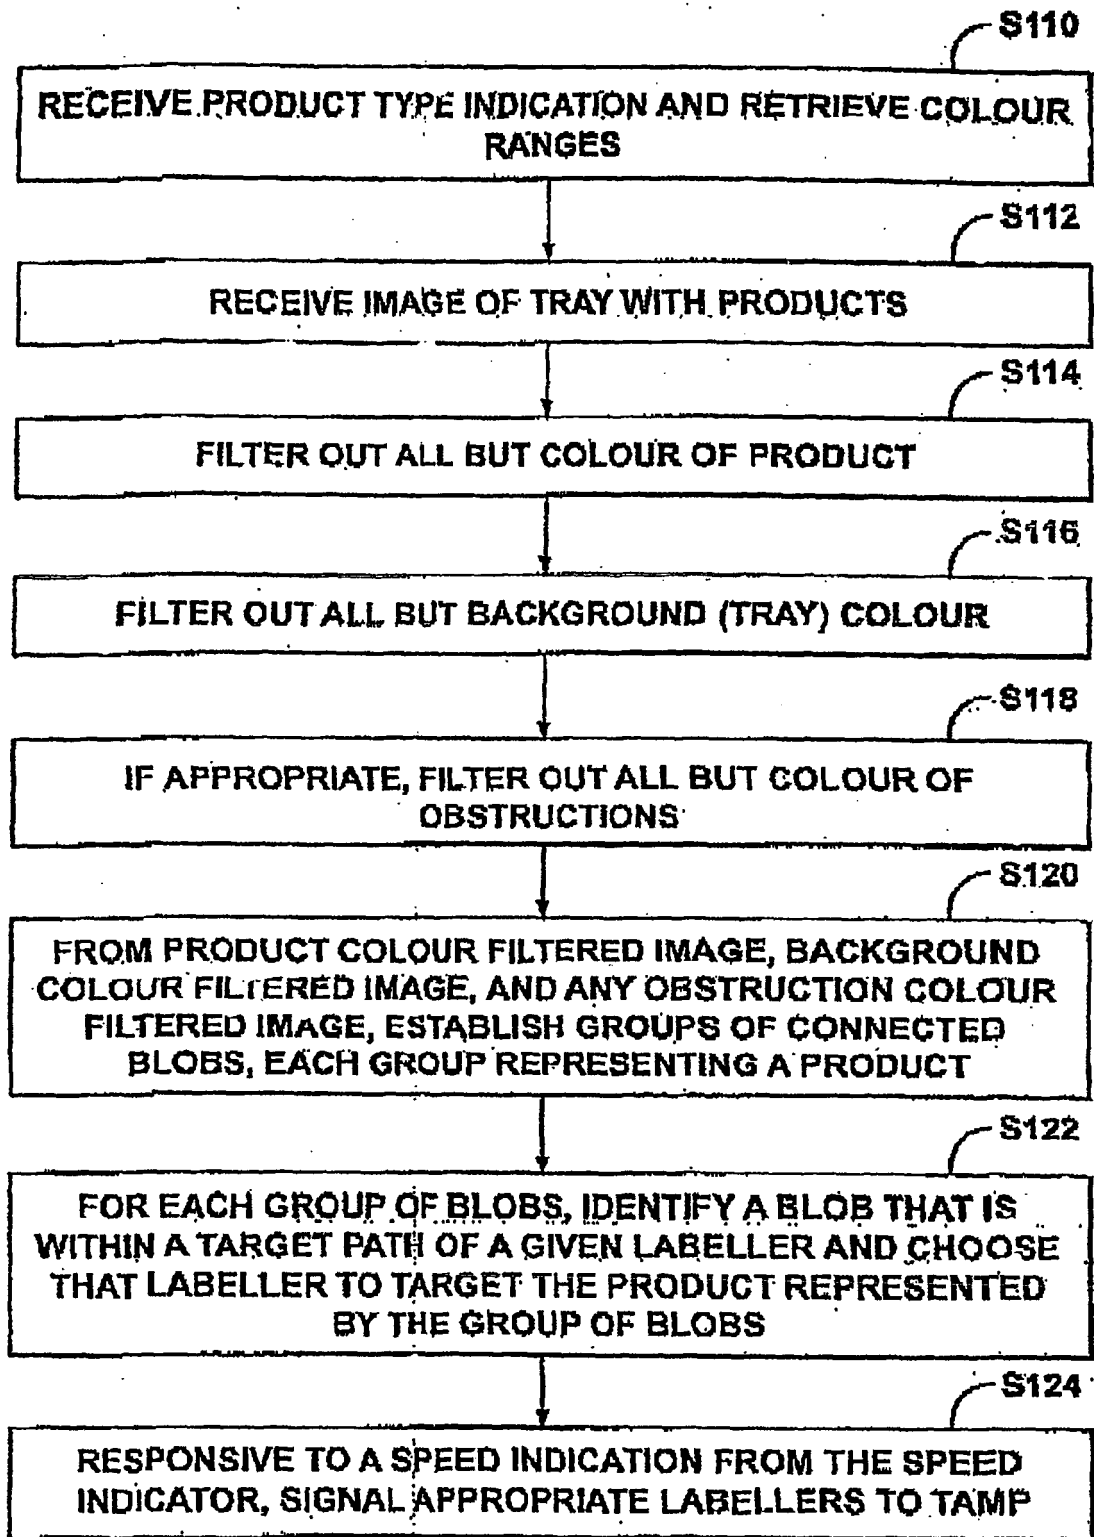 S110
RECEIVE PRODUCT TYPE INDICATION AND RETRIEVE COLOUR
RANGES
S112
RECEIVE IMAGE OF TRAY WITH PRODUCTS
S114
FILTER OUT ALL BUT COLOUR OF PRODUCT
S116
FILTER OUT ALL BUT BACKGROUND (TRAY) COLOUR
S118
IF APPROPRIATE, FILTER OUT ALL BUT COLOUR OF
OBSTRUCTIONS
S120
FROM PRODUCT COLOUR FILTERED IMAGE, BACKGROUND
COLOUR FILTERED IMAGE, AND ANY OBSTRUCTION COLOUR
FILTERED IMAGE, ESTABLISH GROUPS OF CONNECTED
BLOBS, EACH GROUP REPRESENTING A PRODUCT
S122
FOR EACH GROUP OF BLOBS, IDENTIFY A BLOB THAT IS
WITHIN A TARGET PATH OF A GIVEN LABELLER AND CHOOSE
THAT LABELLER TO TARGET THE PRODUCT REPRESENTED
BY THE GROUP OF BLOBS
S124
RESPONSIVE TO A SPEED INDICATION FROM THE SPEED
INDICATOR, SIGNAL APPROPRIATE LABELLERS TO TAMP